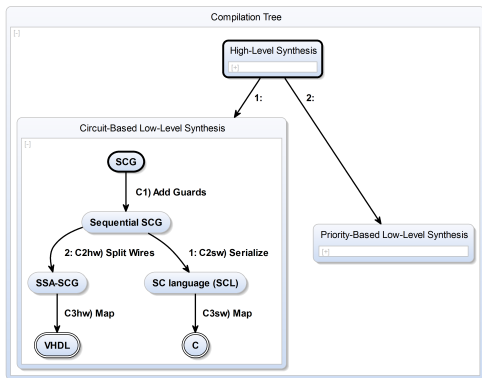 Compilation Tree
[-]
High-Level Synthesis
[+]
1:
2:
Circuit-Based Low-Level Synthesis
[-]
SCG
C1) Add Guards
Sequential SCG
2: C2hw) Split Wires
1: C2sw) Serialize
Priority-Based Low-Level Synthesis
[+]
SSA-SCG
SC language (SCL)
C3hw) Map
C3sw) Map
VHDL
C